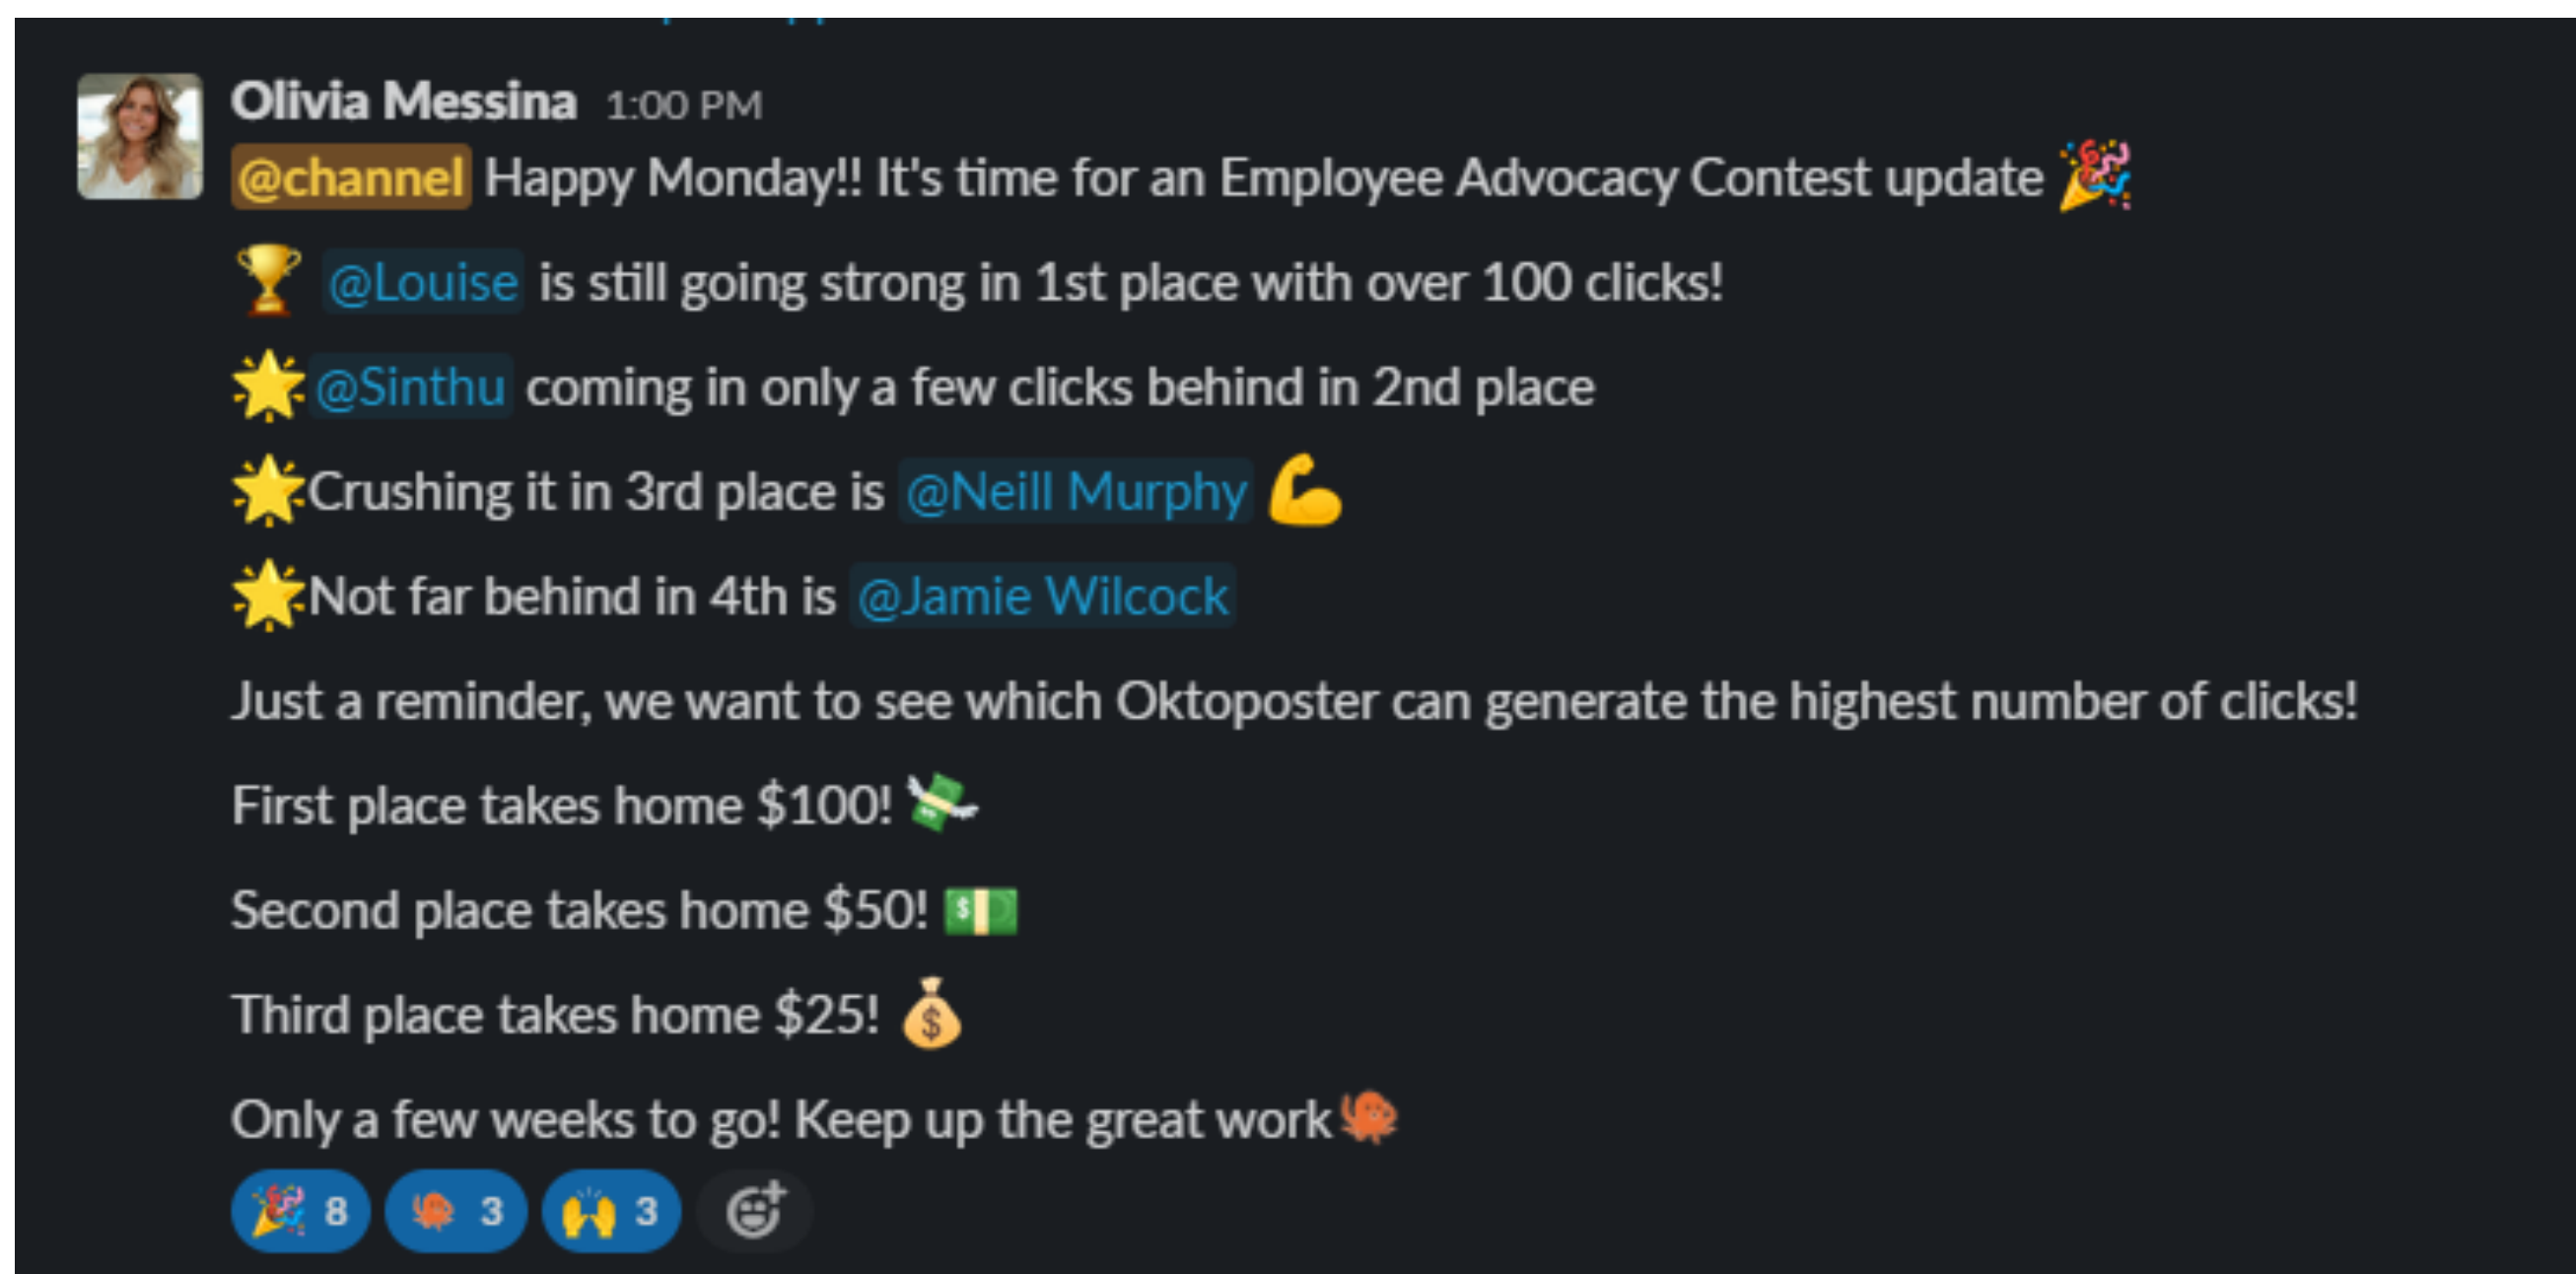 Olivia Messina 1:00 PM
@channel Happy Monday!! It's time for an Employee Advocacy Contest update 🎉
🏆 @Louise is still going strong in 1st place with over 100 clicks!
🌟@Sinthu coming in only a few clicks behind in 2nd place
🌟Crushing it in 3rd place is @Neill Murphy 💪
🌟Not far behind in 4th is @Jamie Wilcock
Just a reminder, we want to see which Oktoposter can generate the highest number of clicks!
First place takes home $100! 💸
Second place takes home $50! 💵
Third place takes home $25! 💰
Only a few weeks to go! Keep up the great work🐙
🎉 8 🐙 3 🙌 3